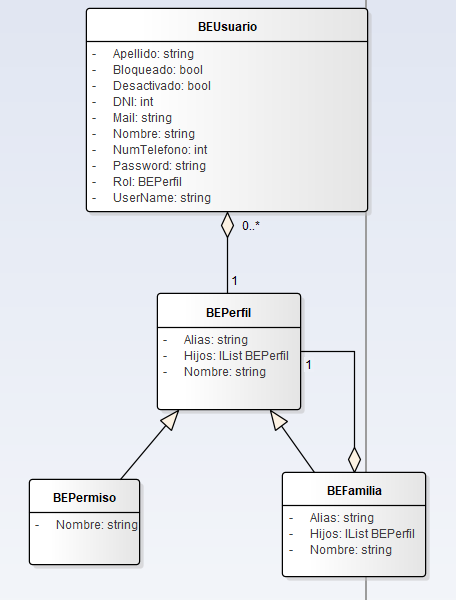 BEUsuario
- Apellido: string
- Bloqueado: bool
- Desactivado: bool
- DNI: int
- Mail: string
- Nombre: string
- NumTelefono: int
- Password: string
- Rol: BEPerfil
- UserName: string
0..*
1
BEPerfil
- Alias: string
- Hijos: IList BEPerfil
- Nombre: string
1
BEPermiso
- Nombre: string
BEFamilia
- Alias: string
- Hijos: IList BEPerfil
- Nombre: string